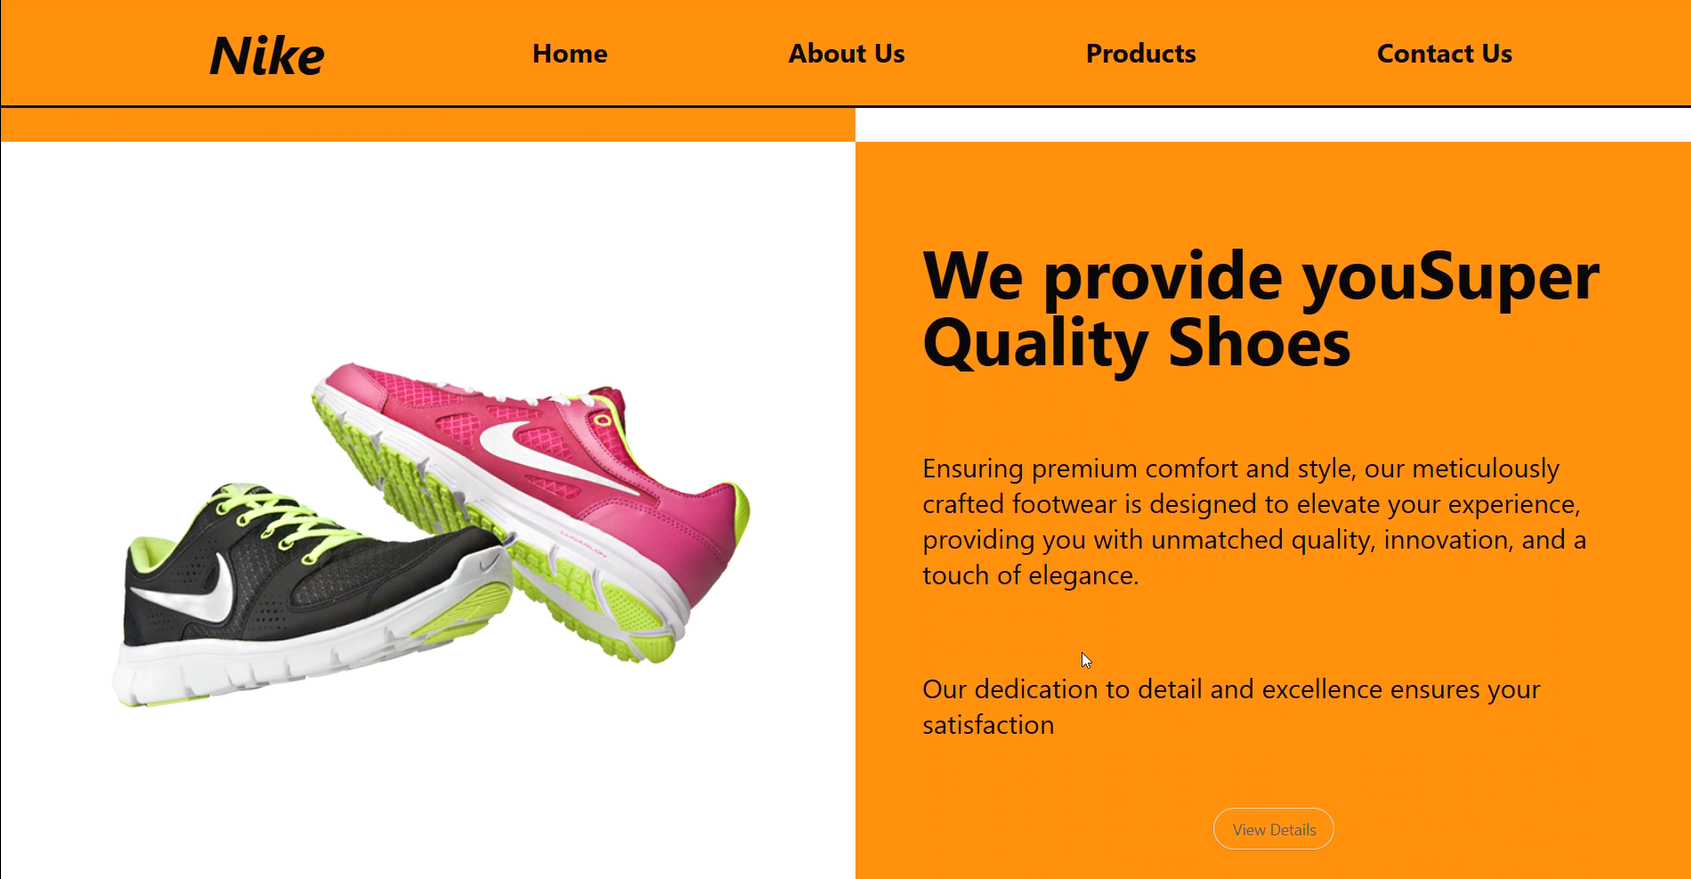 Nike Home About Us Products Contact Us
We provide youSuper
Quality Shoes
Ensuring premium comfort and style, our meticulously
crafted footwear is designed to elevate your experience,
providing you with unmatched quality, innovation, and a
touch of elegance.
Our dedication to detail and excellence ensures your
satisfaction
View Details